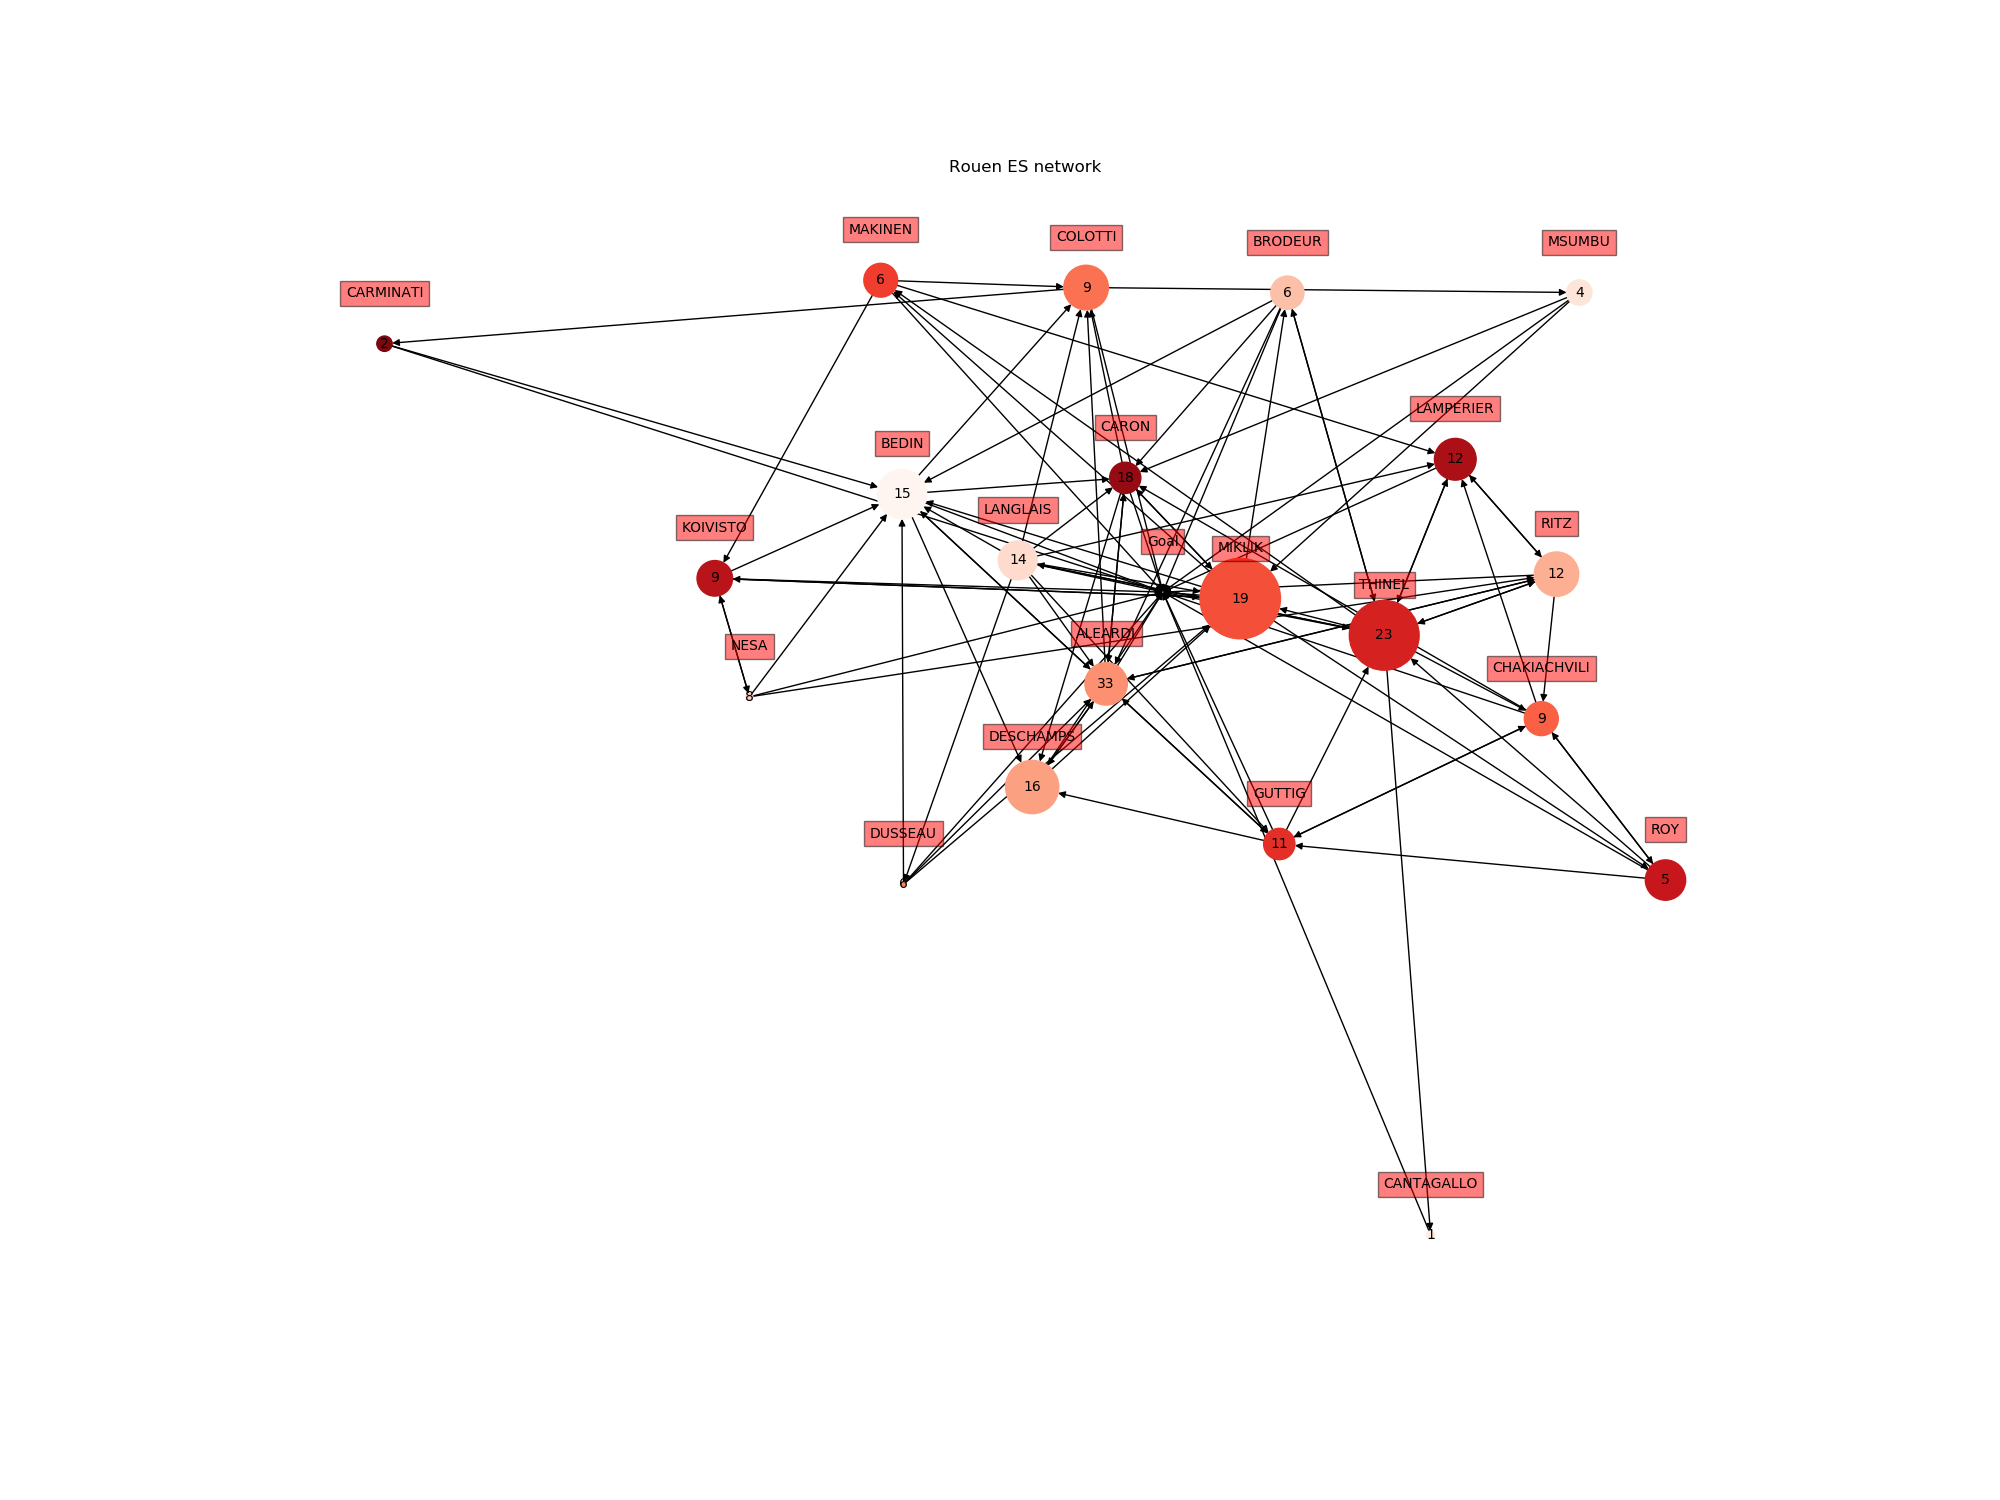 Rouen ES network
MAKINEN
COLOTTI
BRODEUR
MSUMBU
6
9
6
4
CARMINATI
2
LAMPERIER
CARON
BEDIN
12
18
15
LANGLAIS
RITZ
KOIVISTO
Goal
MIKLIK
14
12
9
THINEL
19
ALEARDI
23
NESA
CHAKIACHVILI
33
8
9
DESCHAMPS
16
GUTTIG
DUSSEAU
ROY
11
5
6
CANTAGALLO
1